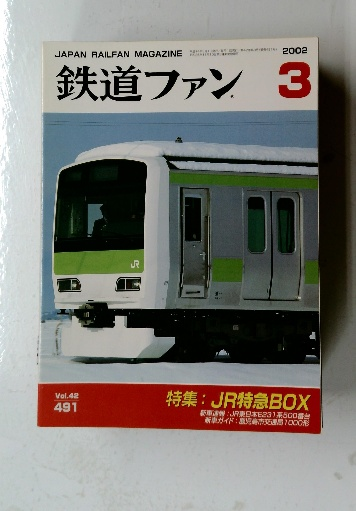 JAPAN RAILFAN MAGAZINE
2002
鉄道ファン
3
JR
Vol.42
491
特集：JR特急BOX
新車速報：JR東日本E231系500番台
新車ガイド：鹿児島市交通局1000形